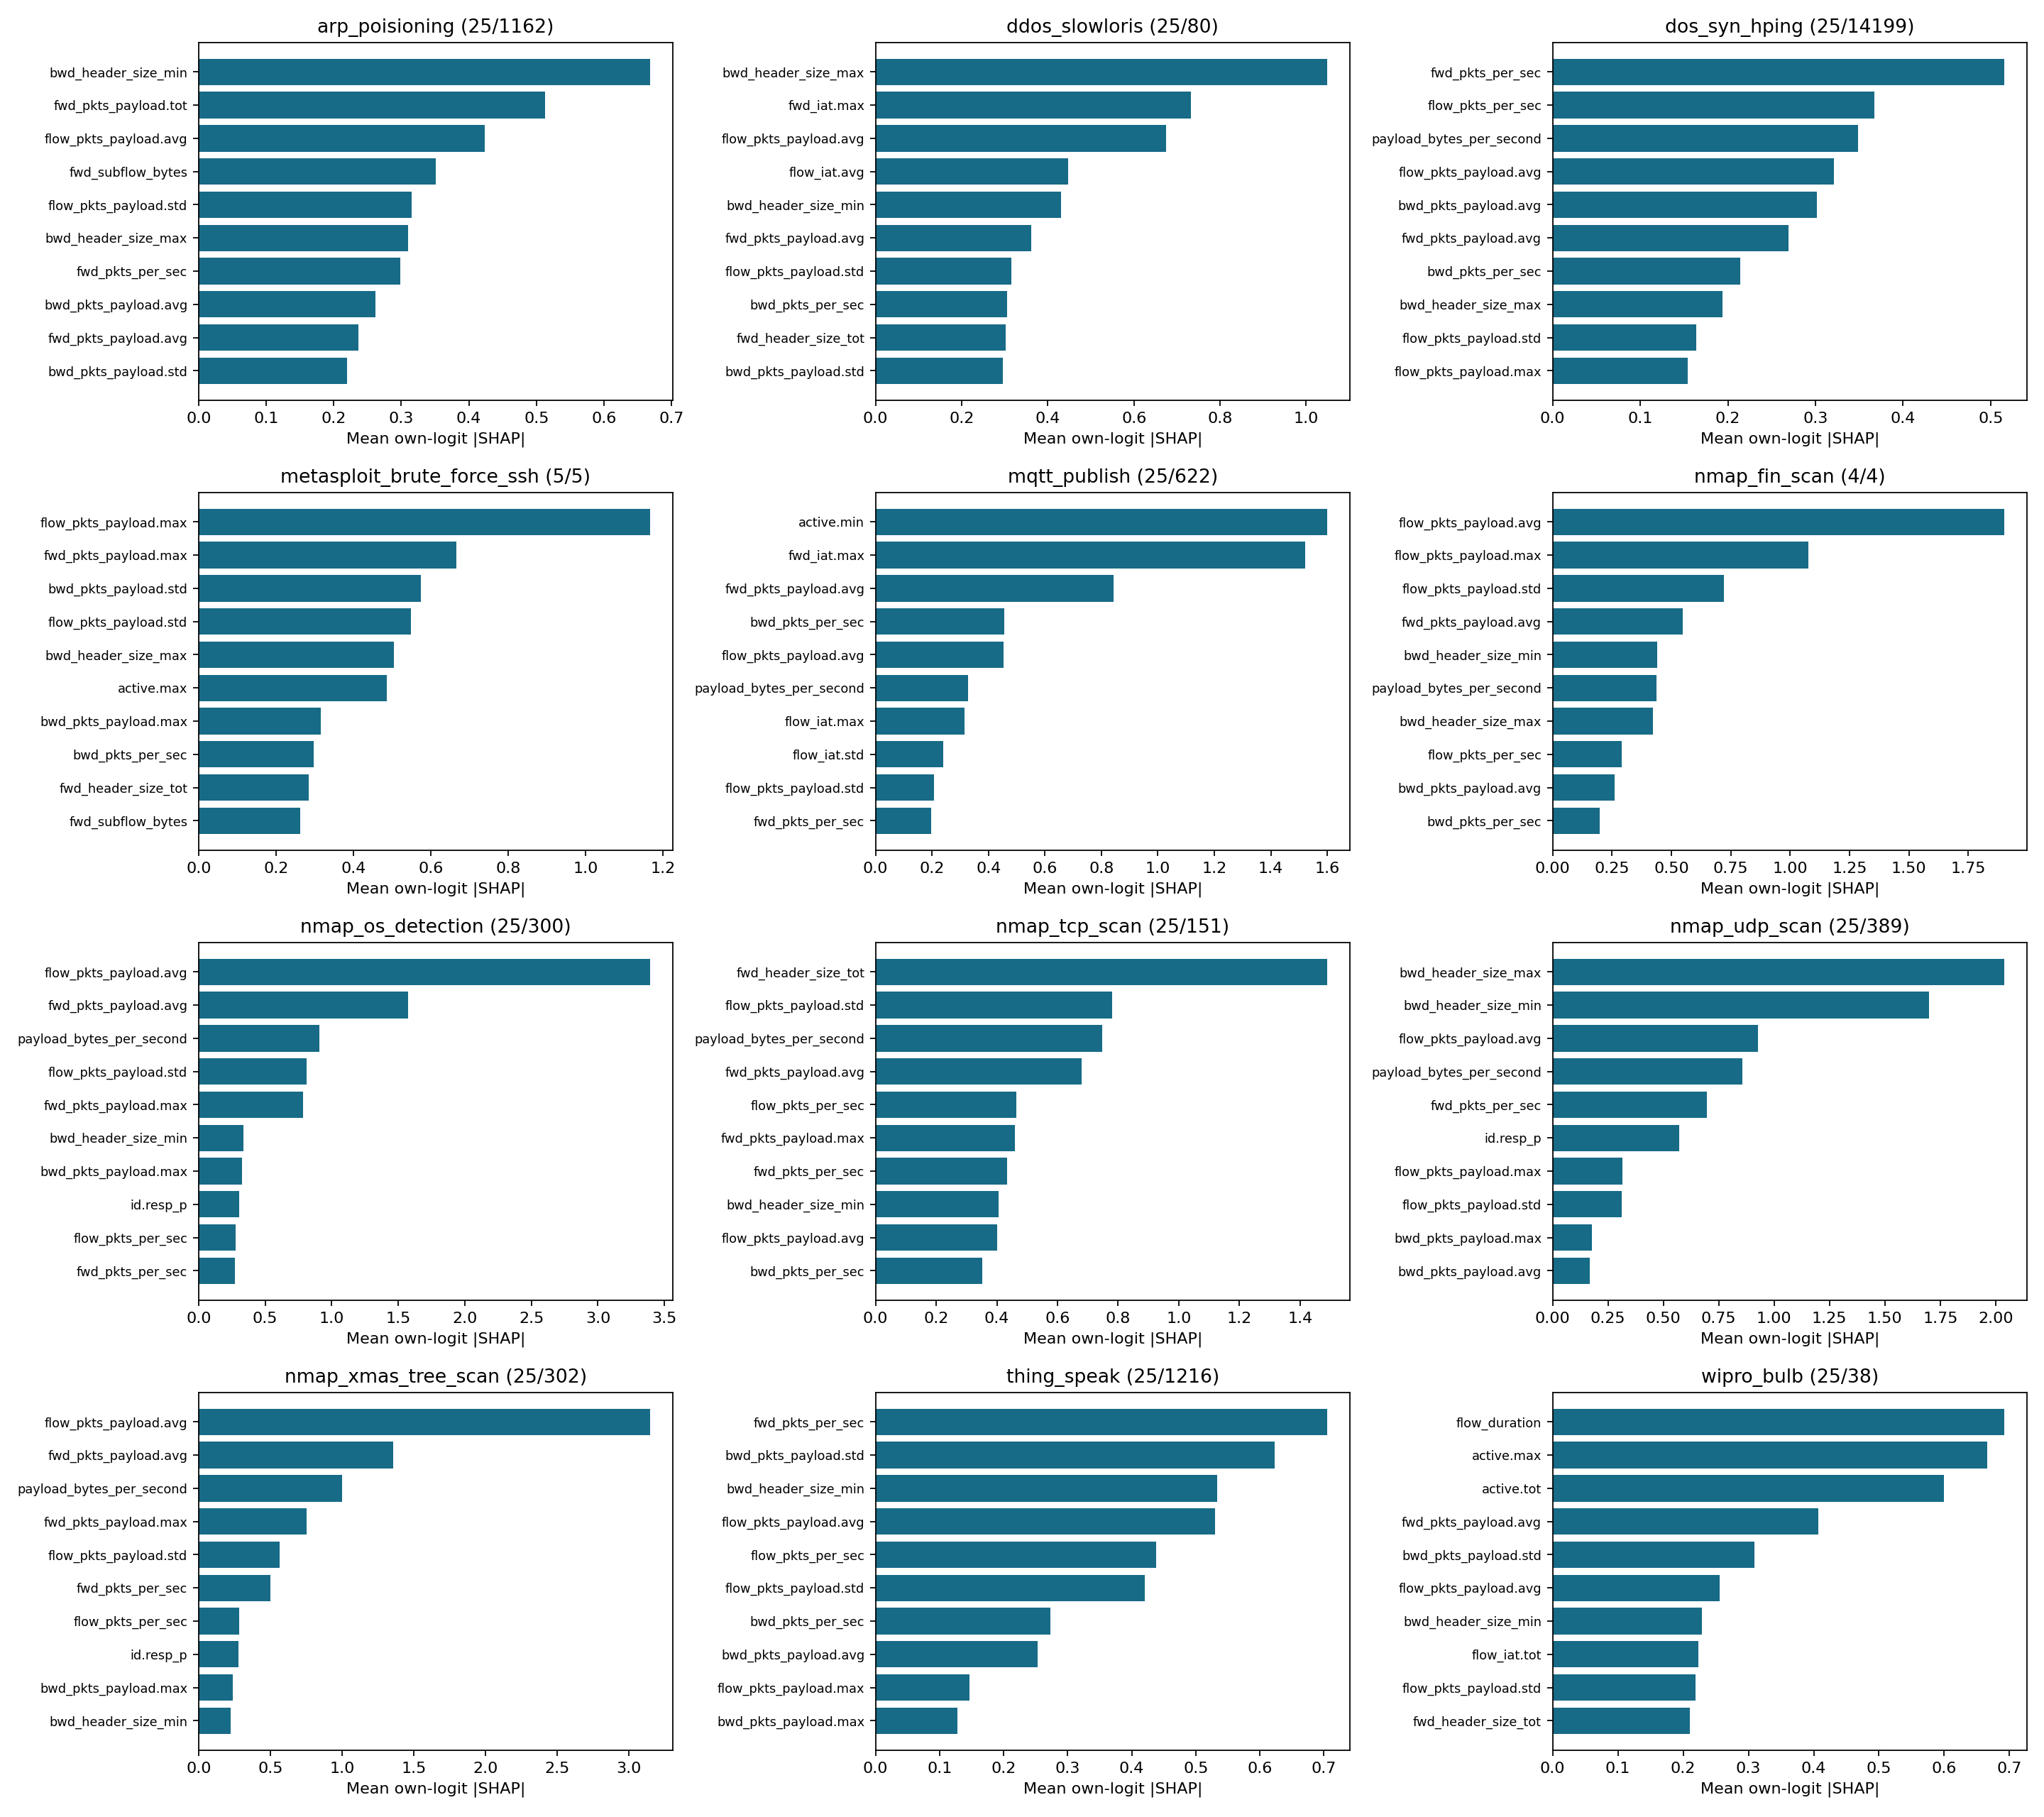 arp_poisioning (25/1162)
bwd_header_size_min
fwd_pkts_payload.tot
flow_pkts_payload.avg
fwd_subflow_bytes
flow_pkts_payload.std
bwd_header_size_max
fwd_pkts_per_sec
bwd_pkts_payload.avg
fwd_pkts_payload.avg
bwd_pkts_payload.std
0.0 0.1 0.2 0.3 0.4 0.5 0.6 0.7
Mean own-logit |SHAP|
ddos_slowloris (25/80)
bwd_header_size_max
fwd_iat.max
flow_pkts_payload.avg
flow_iat.avg
bwd_header_size_min
fwd_pkts_payload.avg
flow_pkts_payload.std
bwd_pkts_per_sec
fwd_header_size_tot
bwd_pkts_payload.std
0.0 0.2 0.4 0.6 0.8 1.0
Mean own-logit |SHAP|
dos_syn_hping (25/14199)
fwd_pkts_per_sec
flow_pkts_per_sec
payload_bytes_per_second
flow_pkts_payload.avg
bwd_pkts_payload.avg
fwd_pkts_payload.avg
bwd_pkts_per_sec
bwd_header_size_max
flow_pkts_payload.std
flow_pkts_payload.max
0.0 0.1 0.2 0.3 0.4 0.5
Mean own-logit |SHAP|
metasploit_brute_force_ssh (5/5)
flow_pkts_payload.max
fwd_pkts_payload.max
bwd_pkts_payload.std
flow_pkts_payload.std
bwd_header_size_max
active.max
bwd_pkts_payload.max
bwd_pkts_per_sec
fwd_header_size_tot
fwd_subflow_bytes
0.0 0.2 0.4 0.6 0.8 1.0 1.2
Mean own-logit |SHAP|
mqtt_publish (25/622)
active.min
fwd_iat.max
fwd_pkts_payload.avg
bwd_pkts_per_sec
flow_pkts_payload.avg
payload_bytes_per_second
flow_iat.max
flow_iat.std
flow_pkts_payload.std
fwd_pkts_per_sec
0.0 0.2 0.4 0.6 0.8 1.0 1.2 1.4 1.6
Mean own-logit |SHAP|
nmap_fin_scan (4/4)
flow_pkts_payload.avg
flow_pkts_payload.max
flow_pkts_payload.std
fwd_pkts_payload.avg
bwd_header_size_min
payload_bytes_per_second
bwd_header_size_max
flow_pkts_per_sec
bwd_pkts_payload.avg
bwd_pkts_per_sec
0.00 0.25 0.50 0.75 1.00 1.25 1.50 1.75
Mean own-logit |SHAP|
nmap_os_detection (25/300)
flow_pkts_payload.avg
fwd_pkts_payload.avg
payload_bytes_per_second
flow_pkts_payload.std
fwd_pkts_payload.max
bwd_header_size_min
bwd_pkts_payload.max
id.resp_p
flow_pkts_per_sec
fwd_pkts_per_sec
0.0 0.5 1.0 1.5 2.0 2.5 3.0 3.5
Mean own-logit |SHAP|
nmap_tcp_scan (25/151)
fwd_header_size_tot
flow_pkts_payload.std
payload_bytes_per_second
fwd_pkts_payload.avg
flow_pkts_per_sec
fwd_pkts_payload.max
fwd_pkts_per_sec
bwd_header_size_min
flow_pkts_payload.avg
bwd_pkts_per_sec
0.0 0.2 0.4 0.6 0.8 1.0 1.2 1.4
Mean own-logit |SHAP|
nmap_udp_scan (25/389)
bwd_header_size_max
bwd_header_size_min
flow_pkts_payload.avg
payload_bytes_per_second
fwd_pkts_per_sec
id.resp_p
flow_pkts_payload.max
flow_pkts_payload.std
bwd_pkts_payload.max
bwd_pkts_payload.avg
0.00 0.25 0.50 0.75 1.00 1.25 1.50 1.75 2.00
Mean own-logit |SHAP|
nmap_xmas_tree_scan (25/302)
flow_pkts_payload.avg
fwd_pkts_payload.avg
payload_bytes_per_second
fwd_pkts_payload.max
flow_pkts_payload.std
fwd_pkts_per_sec
flow_pkts_per_sec
id.resp_p
bwd_pkts_payload.max
bwd_header_size_min
0.0 0.5 1.0 1.5 2.0 2.5 3.0
Mean own-logit |SHAP|
thing_speak (25/1216)
fwd_pkts_per_sec
bwd_pkts_payload.std
bwd_header_size_min
flow_pkts_payload.avg
flow_pkts_per_sec
flow_pkts_payload.std
bwd_pkts_per_sec
bwd_pkts_payload.avg
flow_pkts_payload.max
bwd_pkts_payload.max
0.0 0.1 0.2 0.3 0.4 0.5 0.6 0.7
Mean own-logit |SHAP|
wipro_bulb (25/38)
flow_duration
active.max
active.tot
fwd_pkts_payload.avg
bwd_pkts_payload.std
flow_pkts_payload.avg
bwd_header_size_min
flow_iat.tot
flow_pkts_payload.std
fwd_header_size_tot
0.0 0.1 0.2 0.3 0.4 0.5 0.6 0.7
Mean own-logit |SHAP|